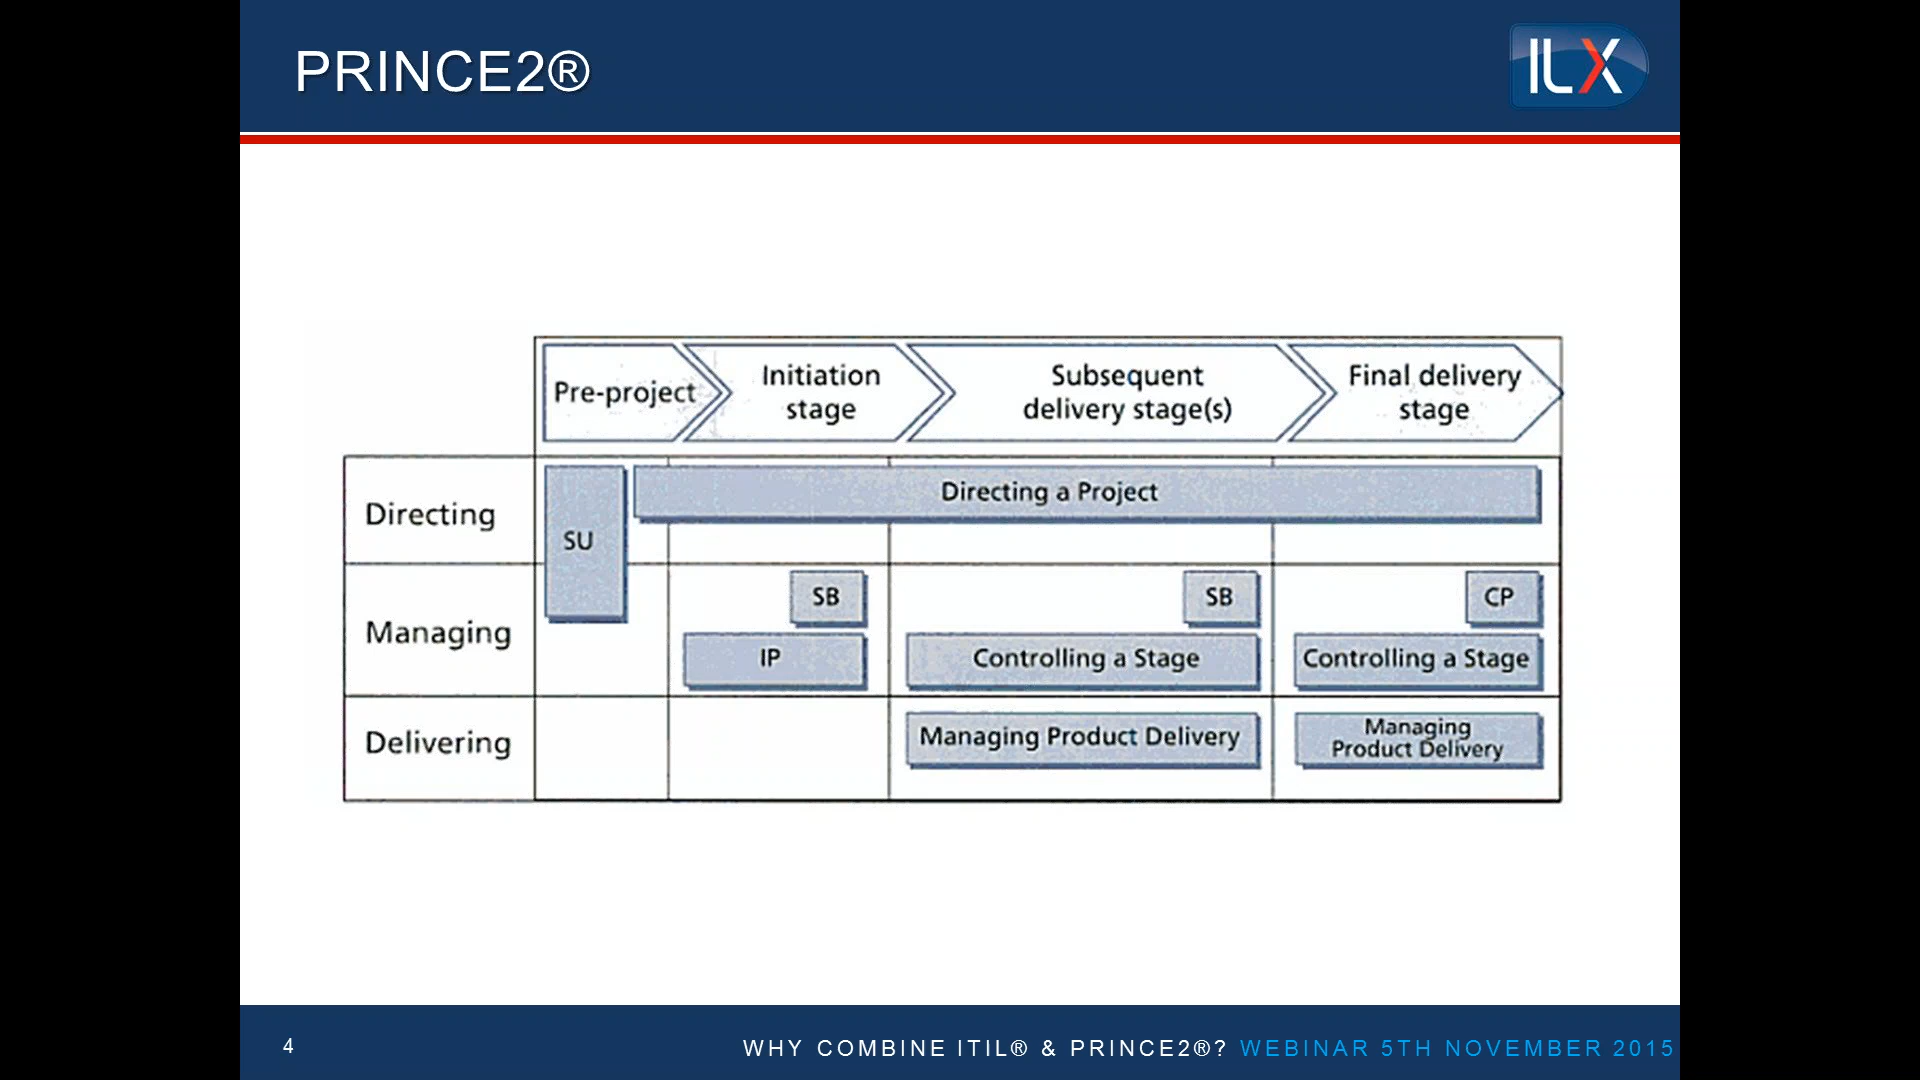 PRINCE2®
ILX
Pre-project
Initiation
stage
Subsequent
delivery stage(s)
Final delivery
stage
Directing
SU
Directing a Project
Managing
SB
SB
CP
IP
Controlling a Stage
Controlling a Stage
Delivering
Managing Product Delivery
Managing
Product Delivery
4
WHY COMBINE ITIL® & PRINCE2®? WEBINAR 5TH NOVEMBER 2015